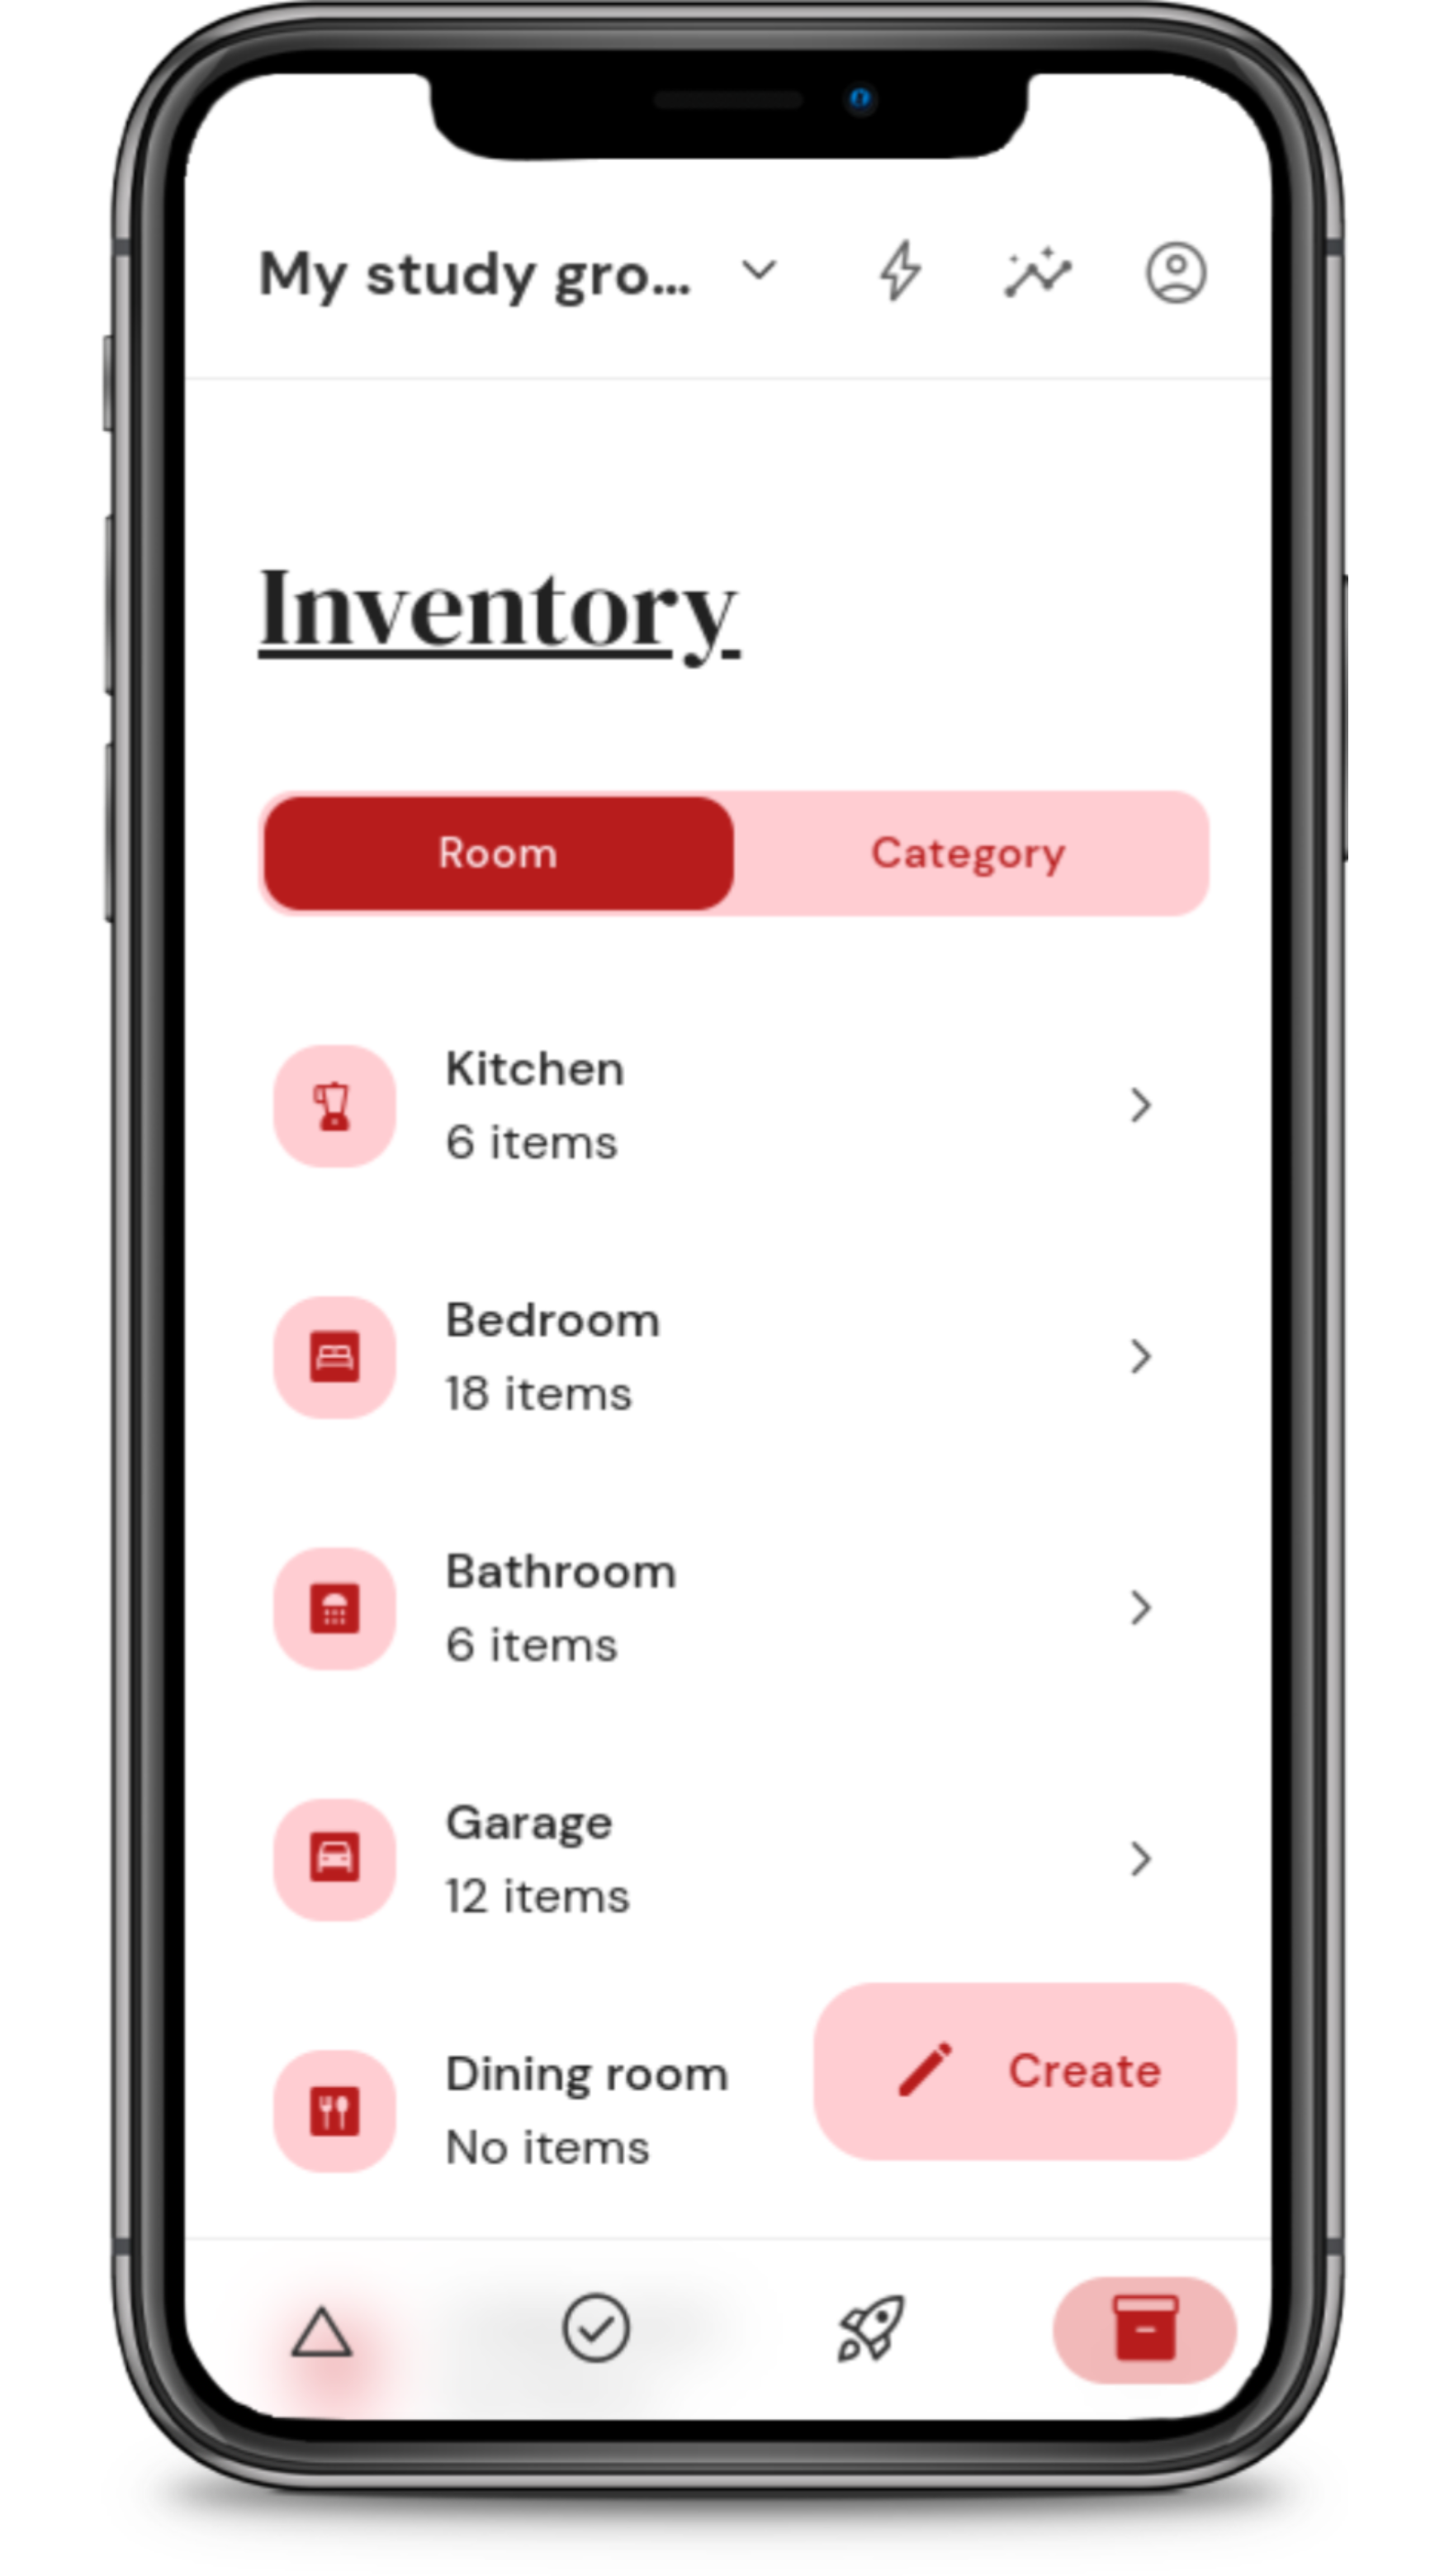 My study gro...
Inventory
Room
Category
Kitchen
6 items
Bedroom
18 items
Bathroom
6 items
Garage
12 items
Dining room
No items
Create